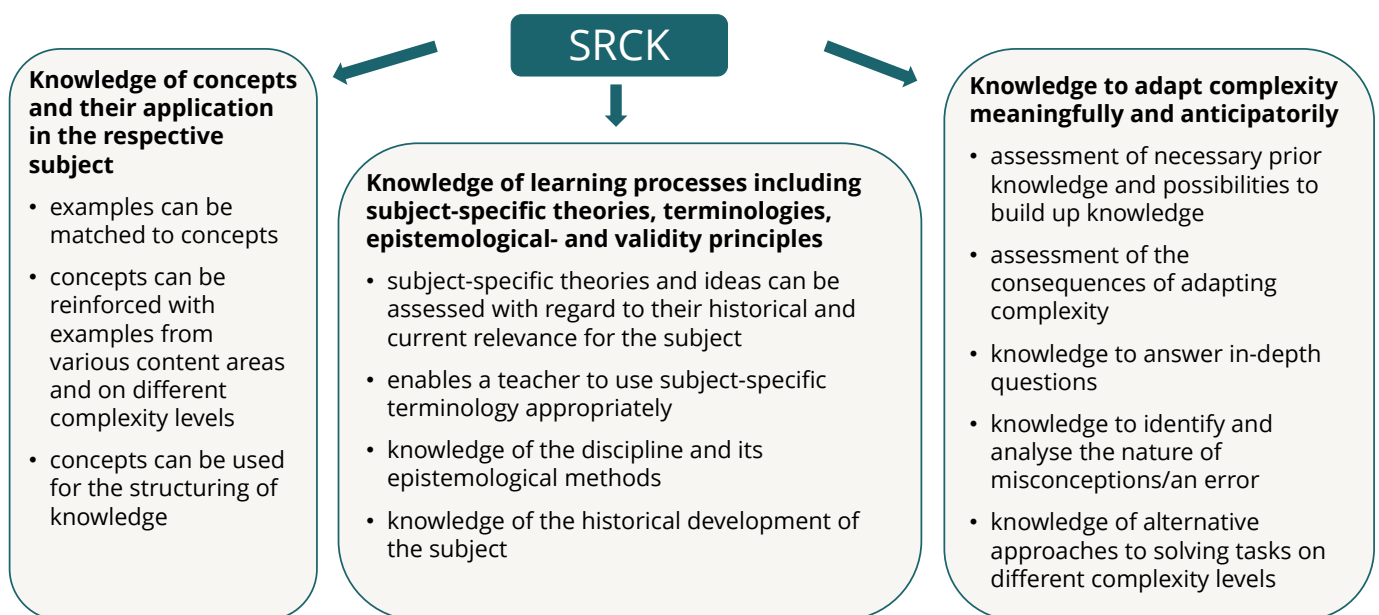 SRCK
Knowledge of concepts
and their application
in the respective
subject
• examples can be
matched to concepts
• concepts can be
reinforced with
examples from
various content areas
and on different
complexity levels
• concepts can be used
for the structuring of
knowledge
Knowledge of learning processes including
subject-specific theories, terminologies,
epistemological- and validity principles
• subject-specific theories and ideas can be
assessed with regard to their historical and
current relevance for the subject
• enables a teacher to use subject-specific
terminology appropriately
• knowledge of the discipline and its
epistemological methods
• knowledge of the historical development of
the subject
Knowledge to adapt complexity
meaningfully and anticipatorily
• assessment of necessary prior
knowledge and possibilities to
build up knowledge
• assessment of the
consequences of adapting
complexity
• knowledge to answer in-depth
questions
• knowledge to identify and
analyse the nature of
misconceptions/an error
• knowledge of alternative
approaches to solving tasks on
different complexity levels